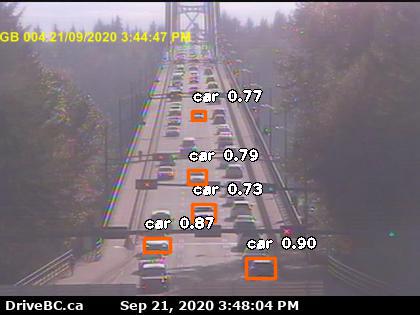 GB 004:21/09/2020 3:44:47 PM
car 0.77
car 0.79
car 0.73
car 0.87
car 0.90
DriveBC.ca Sep 21, 2020 3:48:04 PM